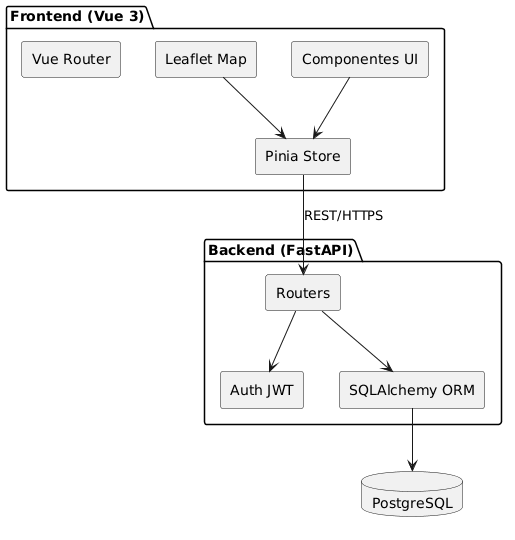 Frontend (Vue 3)
Vue Router
Leaflet Map
Componentes UI
Pinia Store
REST/HTTPS
Backend (FastAPI)
Routers
Auth JWT
SQLAlchemy ORM
PostgreSQL